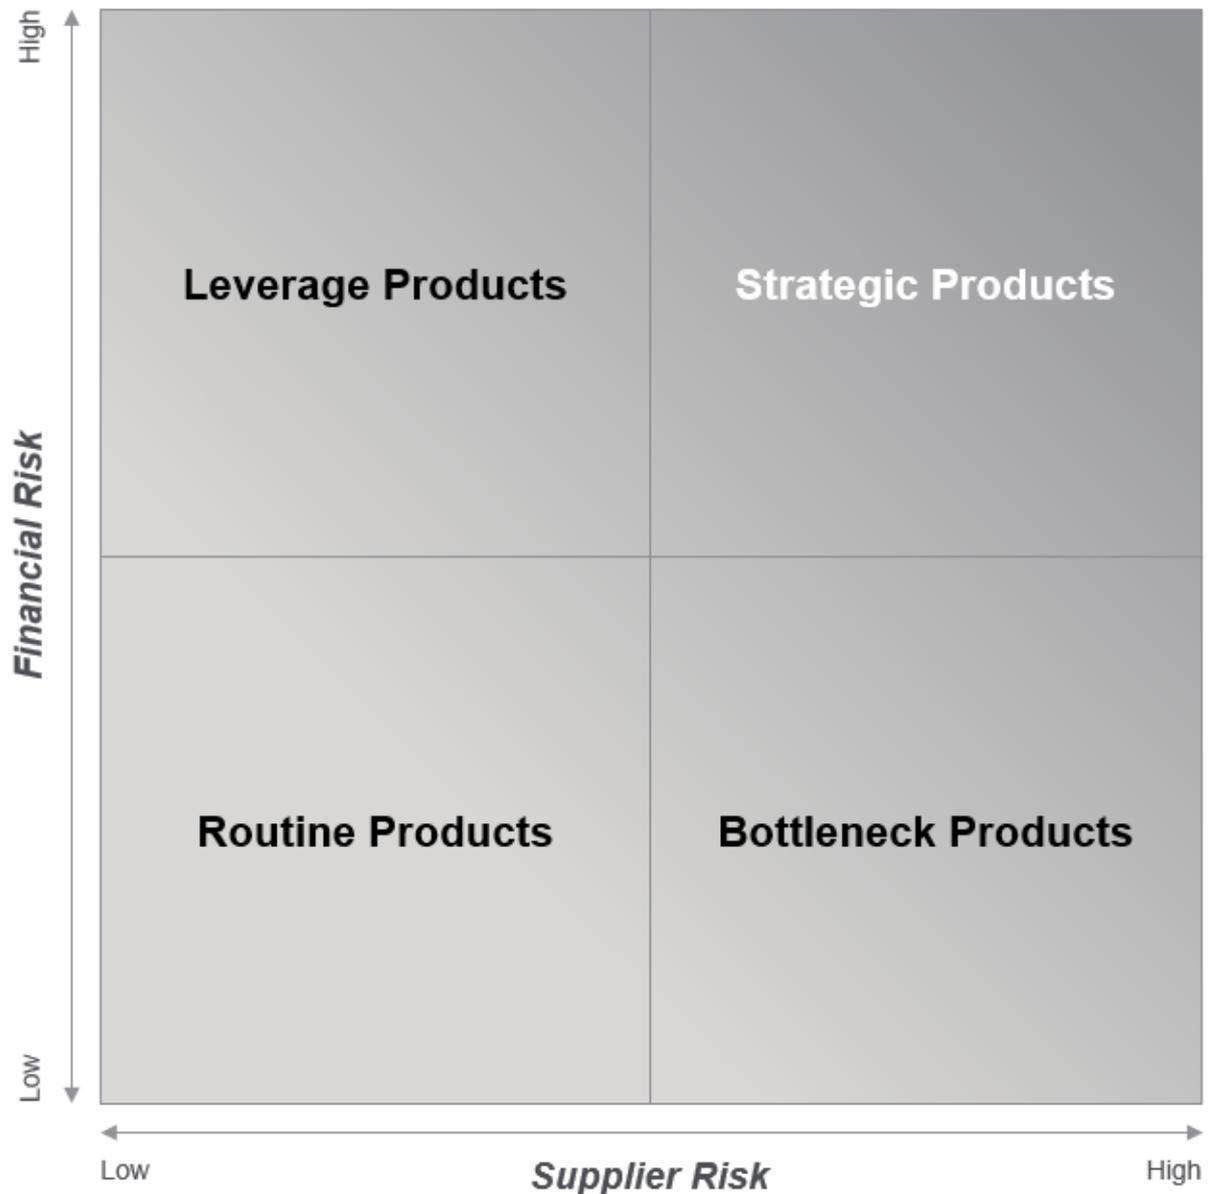 High
Leverage Products
Strategic Products
Financial Risk
Routine Products
Bottleneck Products
Low
Low
Supplier Risk
High